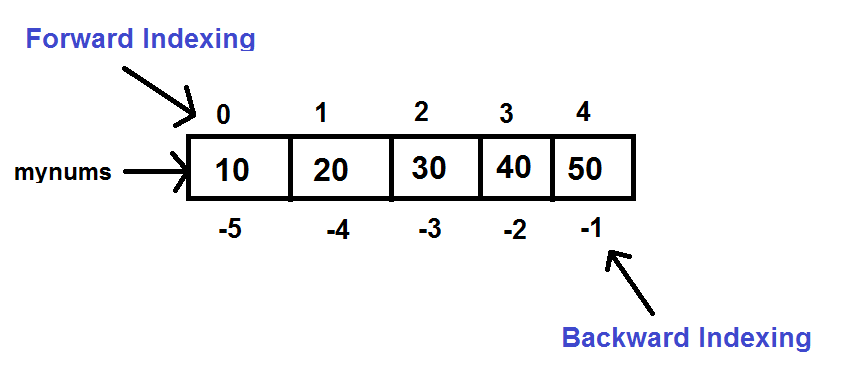 Forward Indexing
0 1 2 3 4
mynums 10 20 30 40 50
-5 -4 -3 -2 -1
Backward Indexing